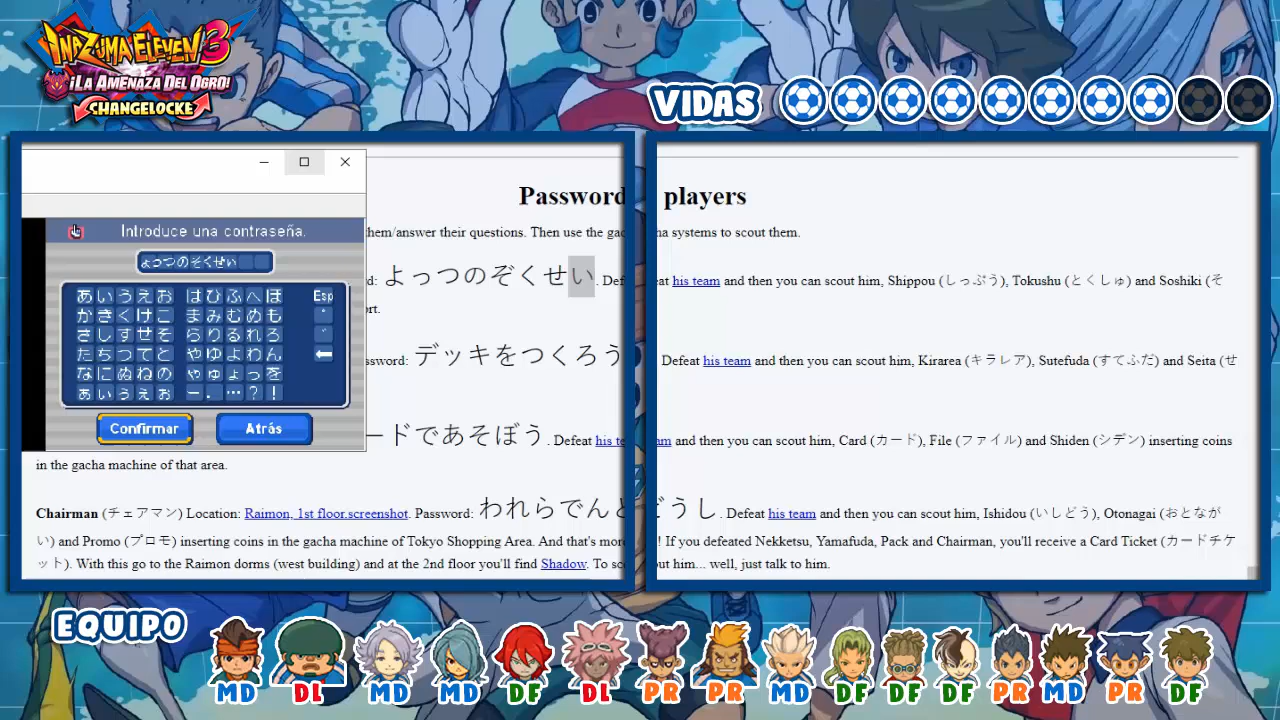 INAZUMA ELEVEN 3
¡LA AMENAZA DEL OGRO!
CHANGELOCKE
VIDAS
Password players
Introduce una contraseña.
them/answer their questions. Then use the ga na systems to scout them.
よっつのぞくせい
d: よっつのぞくせい. Def eat his team and then you can scout him, Shippou (しっぷう), Tokushu (とくしゅ) and Soshiki (そ
ort.
あいうえお はひふへほ Esp
かきくけこ まみむめも ゜
さしすせそ らりるれろ ゛
たちつてと やゆよわん ←
なにぬねの ゃゅょっを
ぁぃぅぇぉ ー.…?!
Confirmar Atrás
ssword: デッキをつくろう Defeat his team and then you can scout him, Kirarea (キラレア), Sutefuda (すてふだ) and Seita (せ
ードであそぼう. Defeat his te am and then you can scout him, Card (カード), File (ファイル) and Shiden (シデン) inserting coins
in the gacha machine of that area.
Chairman (チェアマン) Location: Raimon, 1st floor.screenshot. Password: われらでんどうし. Defeat his team and then you can scout him, Ishidou (いしどう), Otonagai (おとながい) and Promo (プロモ) inserting coins in the gacha machine of Tokyo Shopping Area. And that's more ! If you defeated Nekketsu, Yamafuda, Pack and Chairman, you'll receive a Card Ticket (カードチケ
ット). With this go to the Raimon dorms (west building) and at the 2nd floor you'll find Shadow. To sc out him... well, just talk to him.
EQUIPO
MD DL MD MD DF DL PR PR MD DF DF DF PR MD PR DF